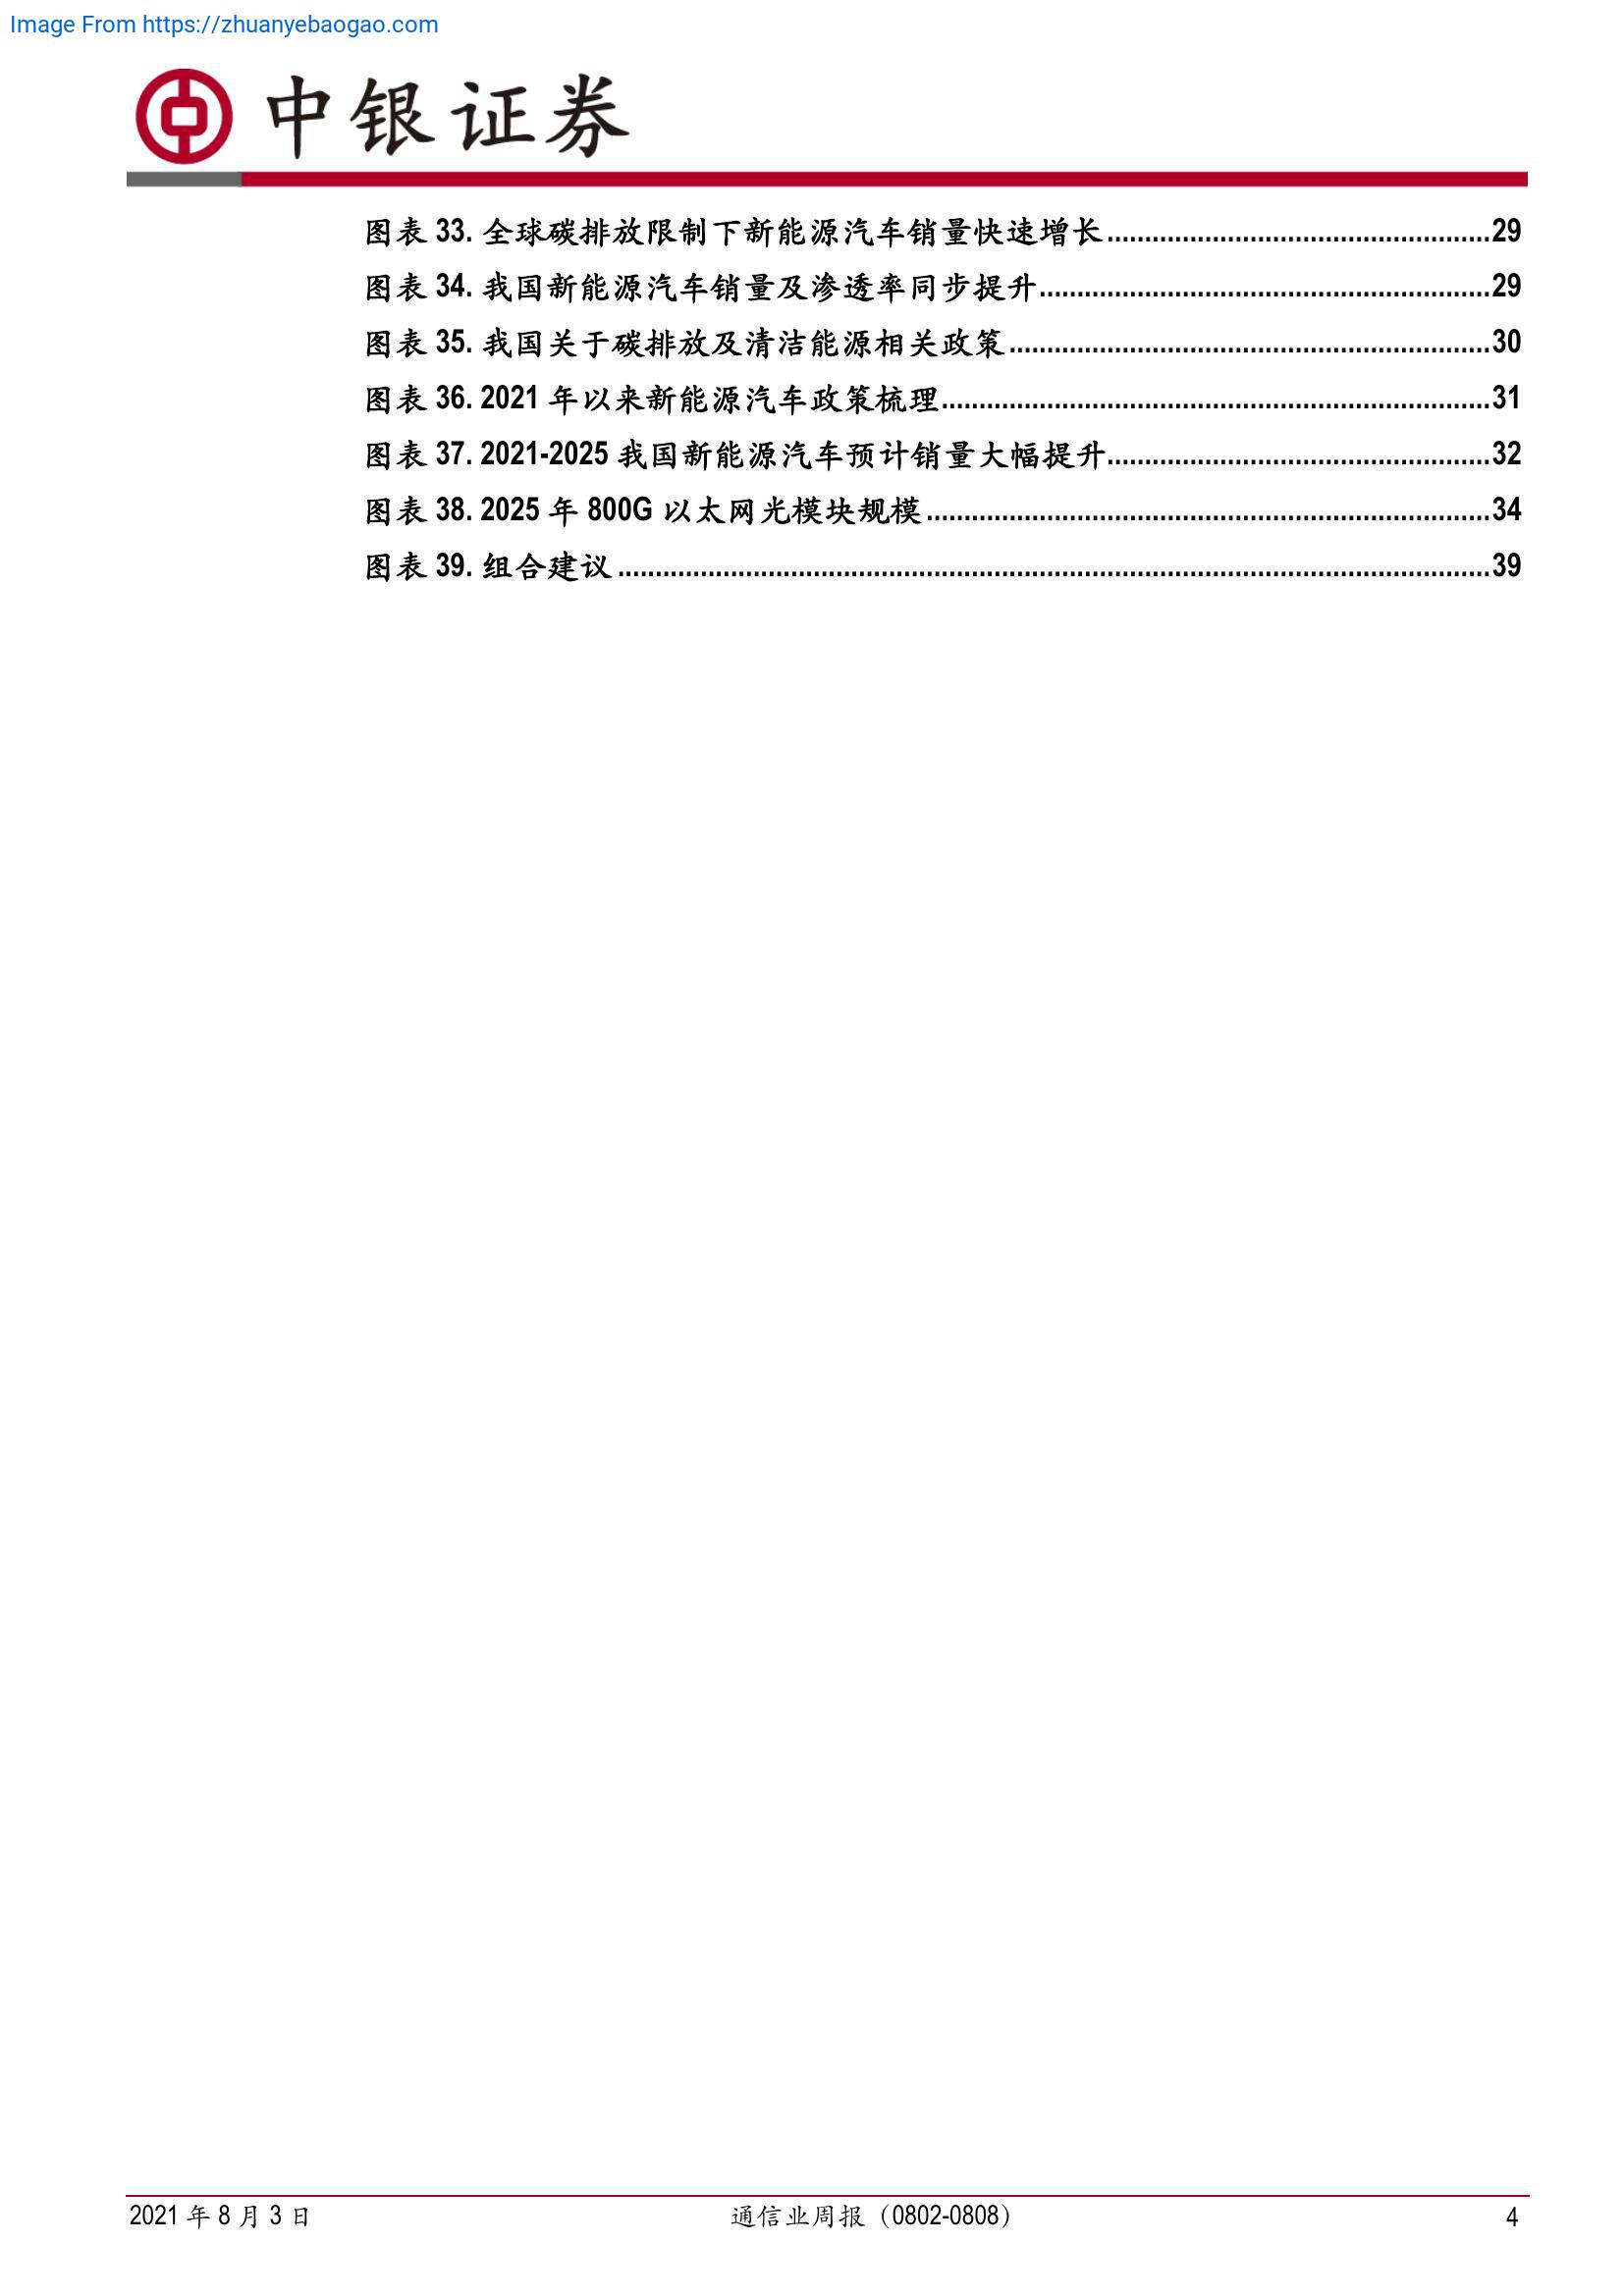 Image From https://zhuanyebaogao.com
中银证券
图表 33. 全球碳排放限制下新能源汽车销量快速增长..................................................29
图表 34. 我国新能源汽车销量及渗透率同步提升...........................................................29
图表 35. 我国关于碳排放及清洁能源相关政策...............................................................30
图表 36. 2021 年以来新能源汽车政策梳理........................................................................31
图表 37. 2021-2025 我国新能源汽车预计销量大幅提升..................................................32
图表 38. 2025 年 800G 以太网光模块规模..........................................................................34
图表 39. 组合建议...................................................................................................................39
2021 年 8 月 3 日
通信业周报（0802-0808）
4